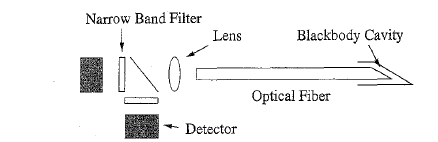 Narrow Band Filter
Lens
Blackbody Cavity
Optical Fiber
Detector